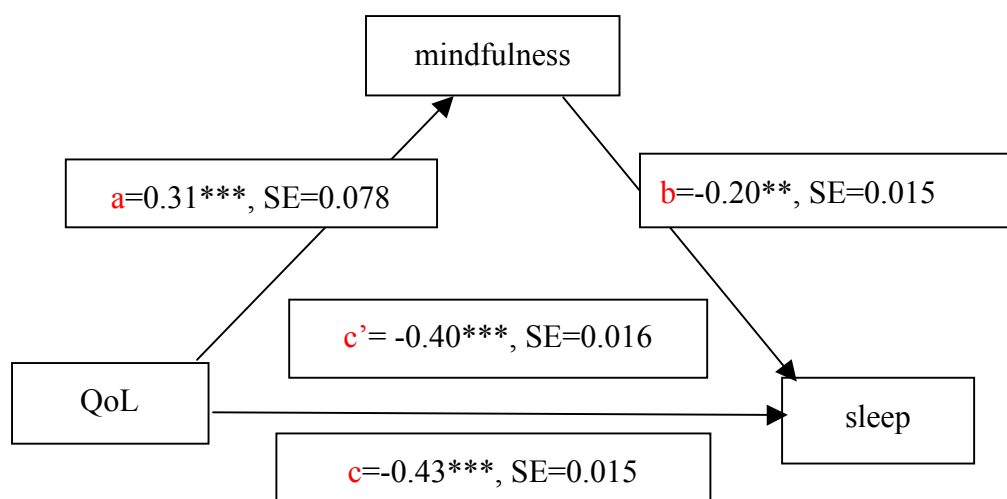 mindfulness
a=0.31***, SE=0.078
b=-0.20**, SE=0.015
c’= -0.40***, SE=0.016
QoL
sleep
c=-0.43***, SE=0.015